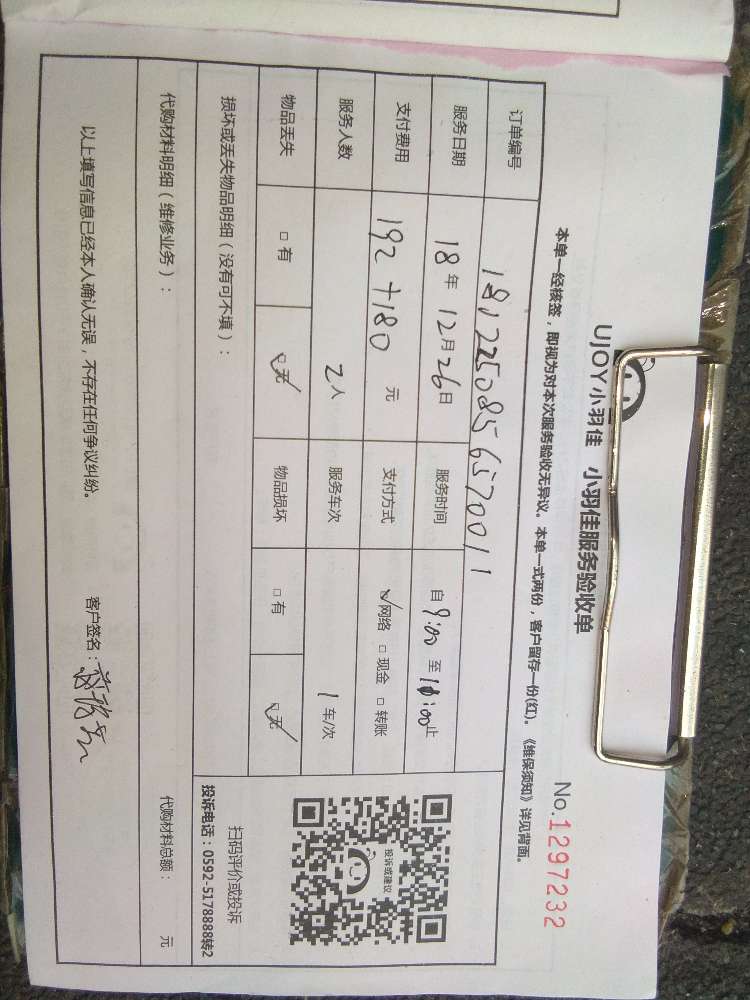 UJOY小羽佳 小羽佳服务验收单 No.1297232
本单一经核签，即视为对本次服务验收无异议。本单一式两份，客户留存一份(红)。《维保须知》详见背面。
订单编号 1812250856570011
服务日期 18年12月26日 服务时间 自9:00至11:00止
支付费用 192+180 元 支付方式 ☑网络 □现金 □转账
服务人数 2人 服务车次 1车/次
物品丢失 □有 ☑无 物品损坏 □有 ☑无
投诉或建议
扫码评价或投诉
投诉电话：0592-5178888转2
损坏或丢失物品明细（没有可不填）：
代购材料明细（维修业务）： 代购材料总额： 元
以上填写信息已经本人确认无误，不存在任何争议纠纷。 客户签名：